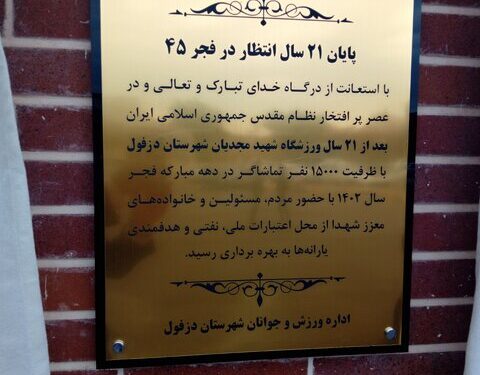 پایان ۲۱ سال انتظار در فجر ۴۵
با استعانت از درگاه خدای تبارک و تعالی و در
عصر پر افتخار نظام مقدس جمهوری اسلامی ایران
بعد از ۲۱ سال ورزشگاه شهید مجدیان شهرستان دزفول
با ظرفیت ۱۵۰۰۰ نفر تماشاگر در دهه مبارکه فجر
سال ۱۴۰۲ با حضور مردم، مسئولین و خانواده‌های
معزز شهدا از محل اعتبارات ملی، نفتی و هدفمندی
یارانه‌ها به بهره برداری رسید.
اداره ورزش و جوانان شهرستان دزفول